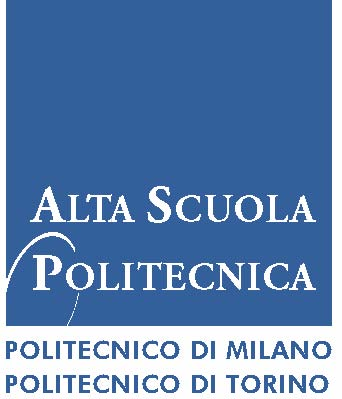 ALTA SCUOLA
POLITECNICA
POLITECNICO DI MILANO
POLITECNICO DI TORINO